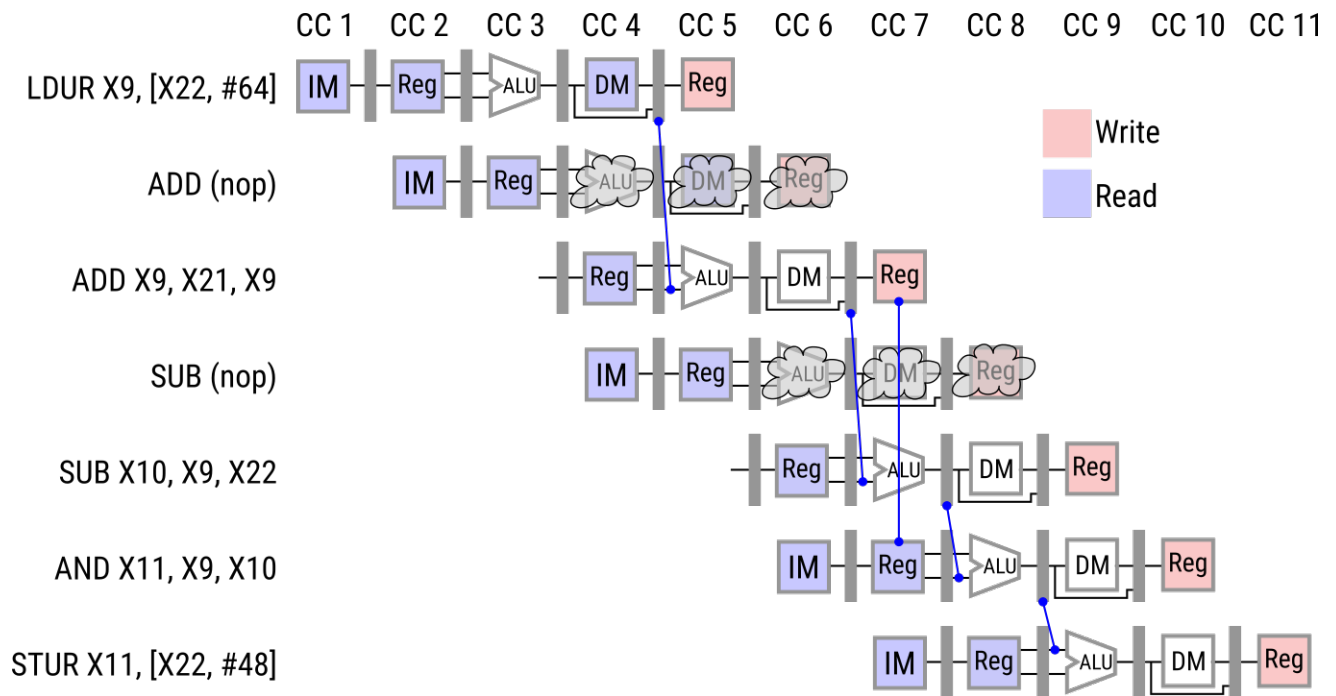 CC 1 CC 2 CC 3 CC 4 CC 5 CC 6 CC 7 CC 8 CC 9 CC 10 CC 11
LDUR X9, [X22, #64] IM Reg ALU DM Reg
Write
ADD (nop) IM Reg ALU DM Reg
Read
ADD X9, X21, X9 Reg ALU DM Reg
SUB (nop) IM Reg ALU DM Reg
SUB X10, X9, X22 Reg ALU DM Reg
AND X11, X9, X10 IM Reg ALU DM Reg
STUR X11, [X22, #48] IM Reg ALU DM Reg